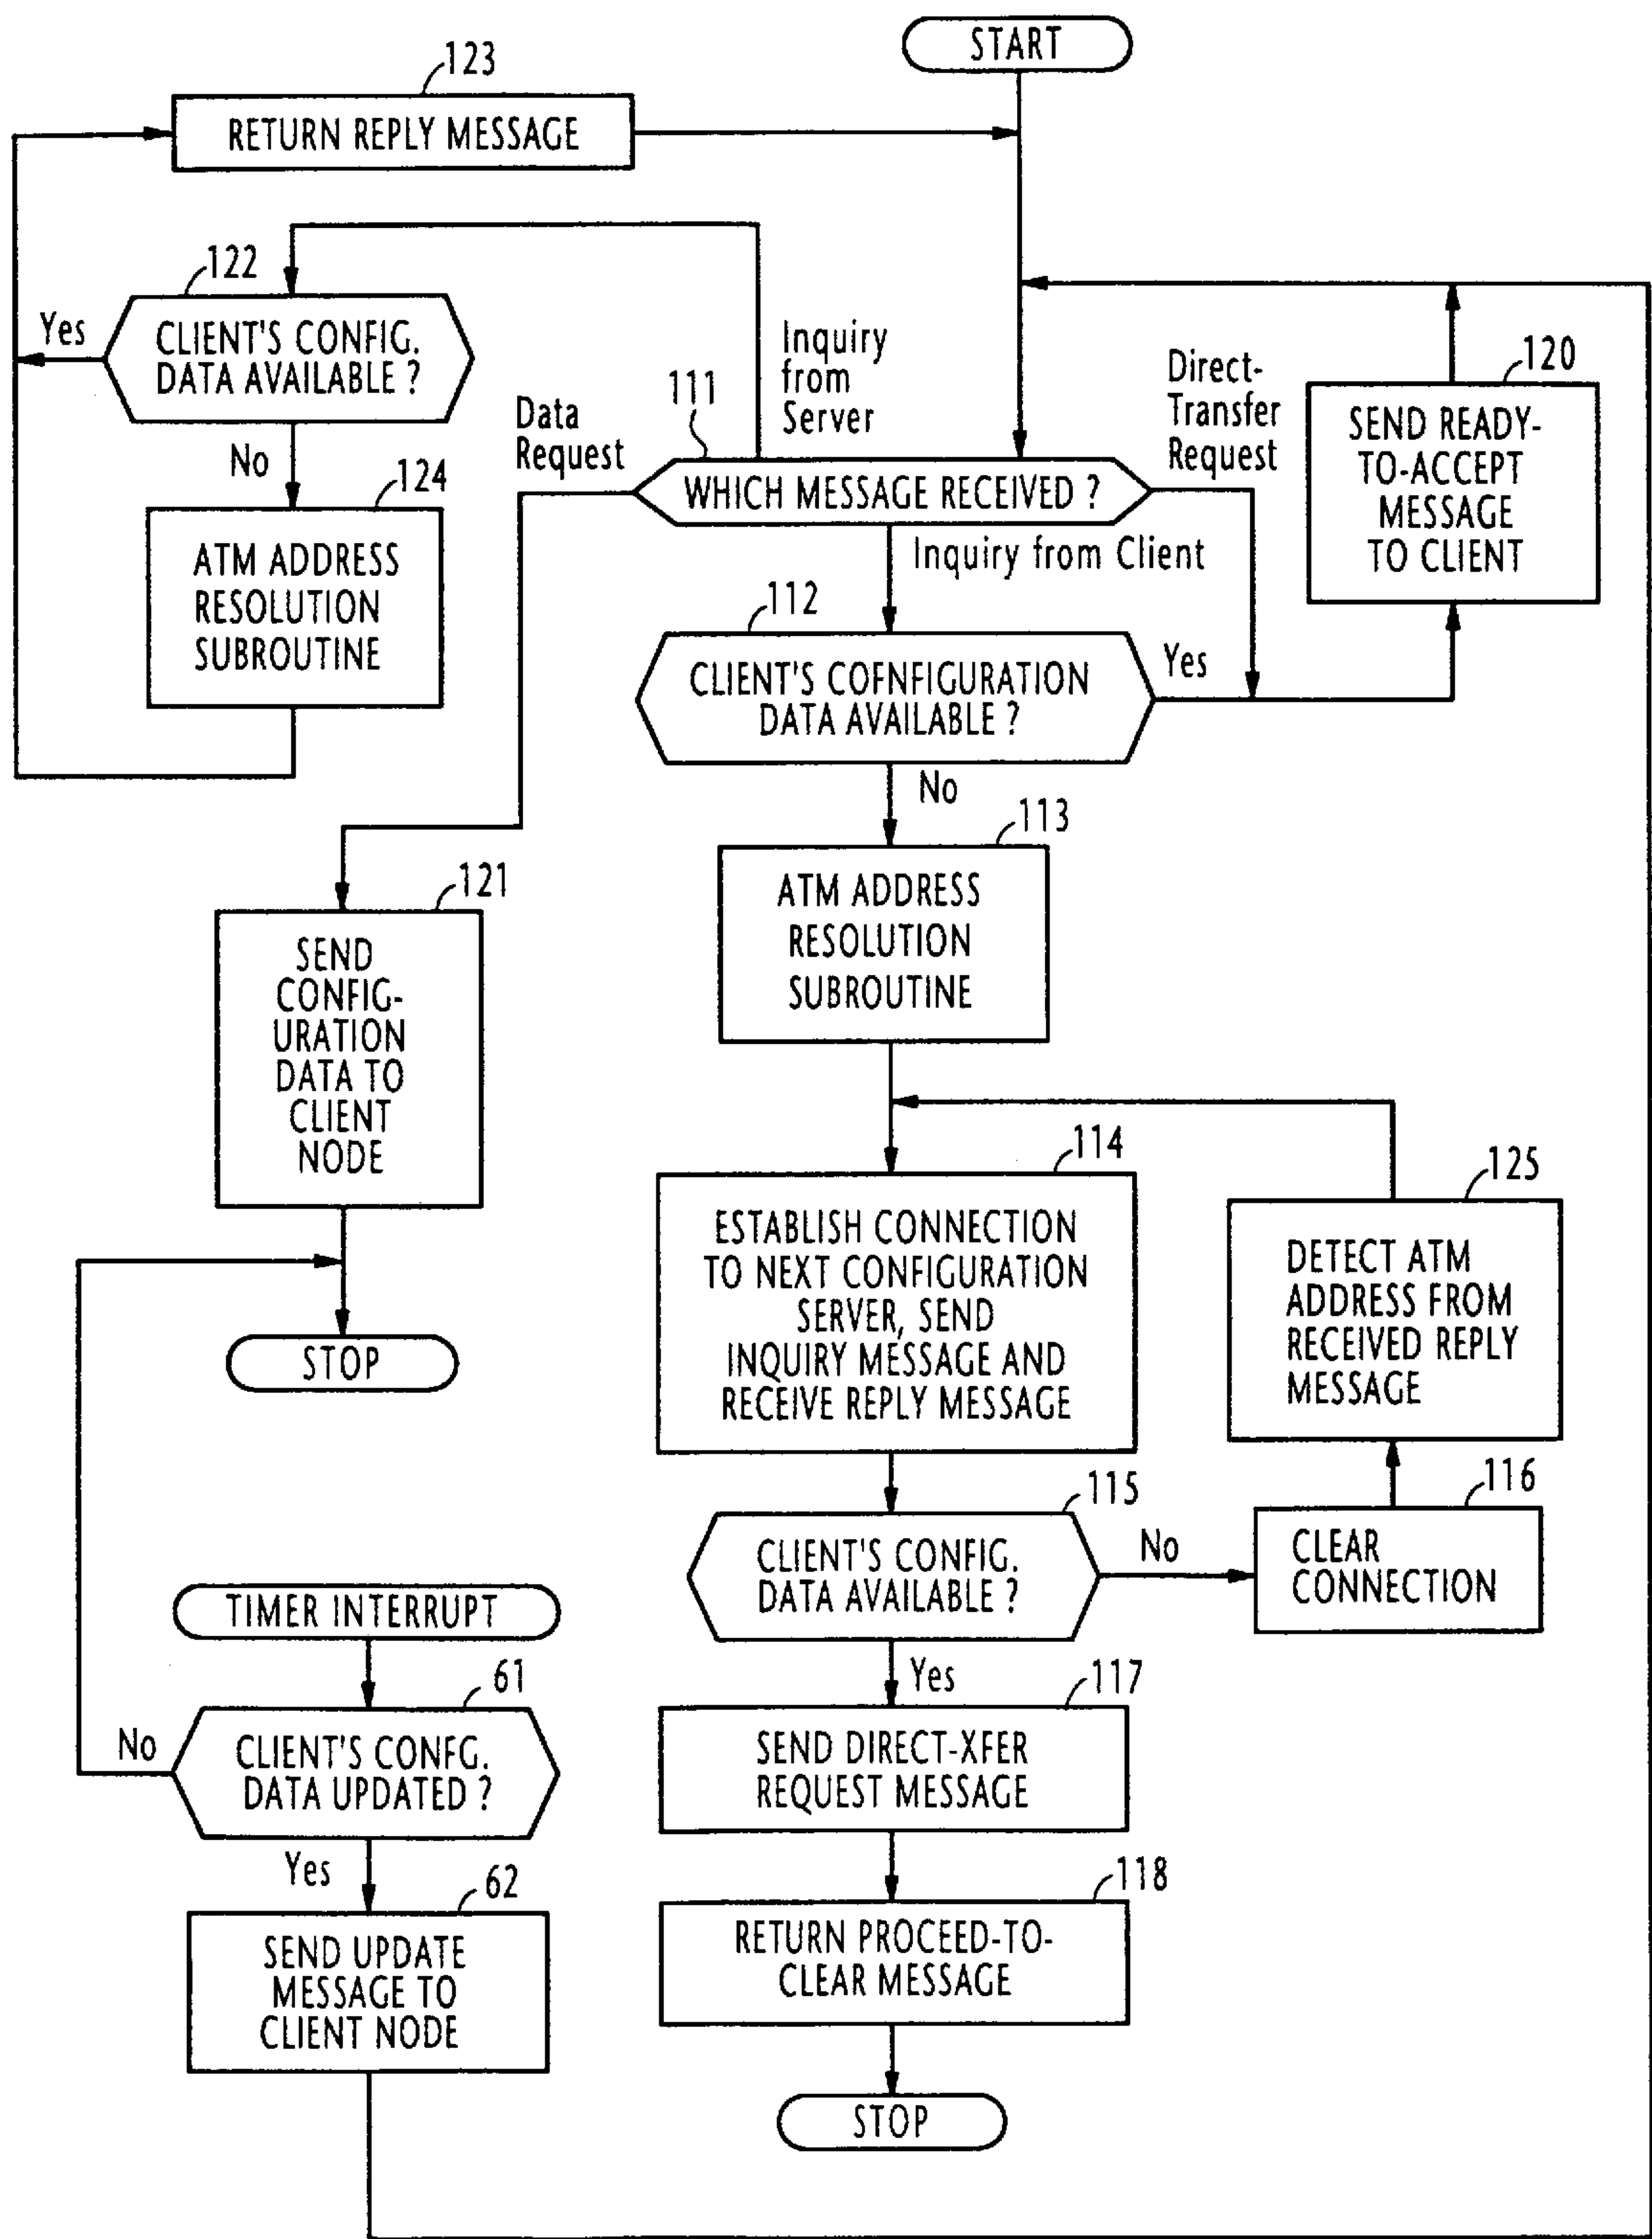 START
123
RETURN REPLY MESSAGE
122
Yes
CLIENT'S CONFIG.
DATA AVAILABLE ?
No
124
ATM ADDRESS
RESOLUTION
SUBROUTINE
Data
Request
111
Inquiry
from
Server
Direct-
Transfer
Request
120
SEND READY-
TO-ACCEPT
MESSAGE
TO CLIENT
WHICH MESSAGE RECEIVED ?
Inquiry from Client
112
CLIENT'S COFNFIGURATION
DATA AVAILABLE ?
Yes
No
113
ATM ADDRESS
RESOLUTION
SUBROUTINE
121
SEND
CONFIG-
URATION
DATA TO
CLIENT
NODE
STOP
114
ESTABLISH CONNECTION
TO NEXT CONFIGURATION
SERVER, SEND
INQUIRY MESSAGE AND
RECEIVE REPLY MESSAGE
125
DETECT ATM
ADDRESS FROM
RECEIVED REPLY
MESSAGE
115
CLIENT'S CONFIG.
DATA AVAILABLE ?
No
116
CLEAR
CONNECTION
Yes
117
SEND DIRECT-XFER
REQUEST MESSAGE
118
RETURN PROCEED-TO-
CLEAR MESSAGE
STOP
TIMER INTERRUPT
61
No
CLIENT'S CONFG.
DATA UPDATED ?
Yes
62
SEND UPDATE
MESSAGE TO
CLIENT NODE